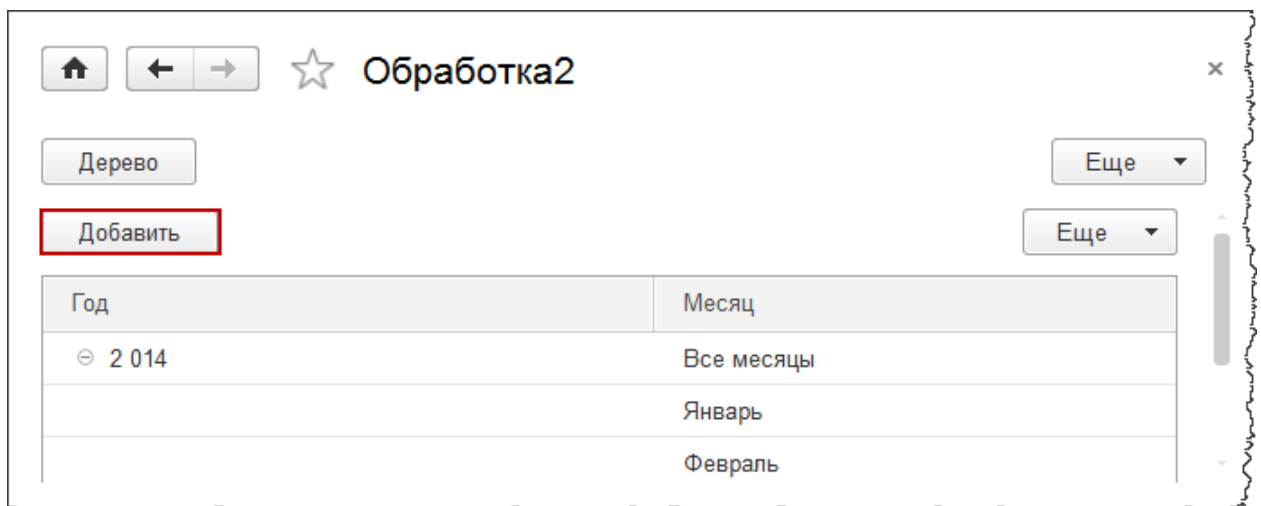 Обработка2
Дерево Еще
Добавить Еще
Год Месяц
2 014 Все месяцы
Январь
Февраль